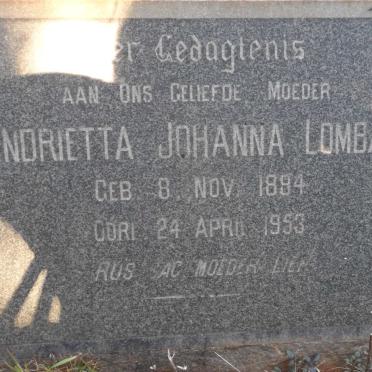 er Gedagtenis
AAN ONS GELIEFDE MOEDER
NDRIETTA JOHANNA LOMBA
GEB 8 NOV 1894
OORL 24 APRIL 1953
RUS SAG MOEDER LIEF